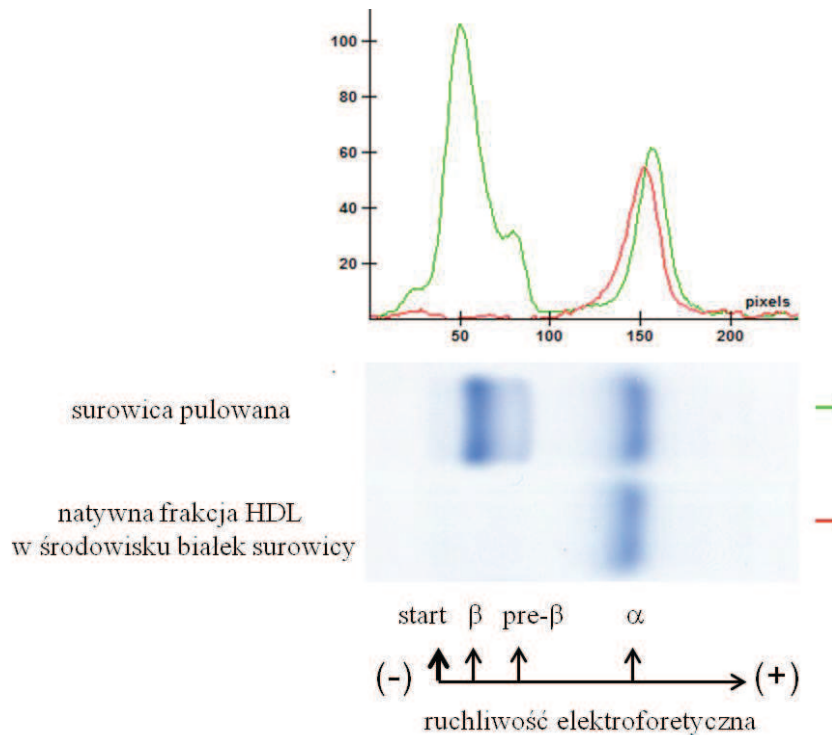 100
80
60
40
20
pixels
50 100 150 200
surowica pulowana
natywna frakcja HDL
w środowisku białek surowicy
start β pre-β α
(-) (+)
ruchliwość elektroforetyczna